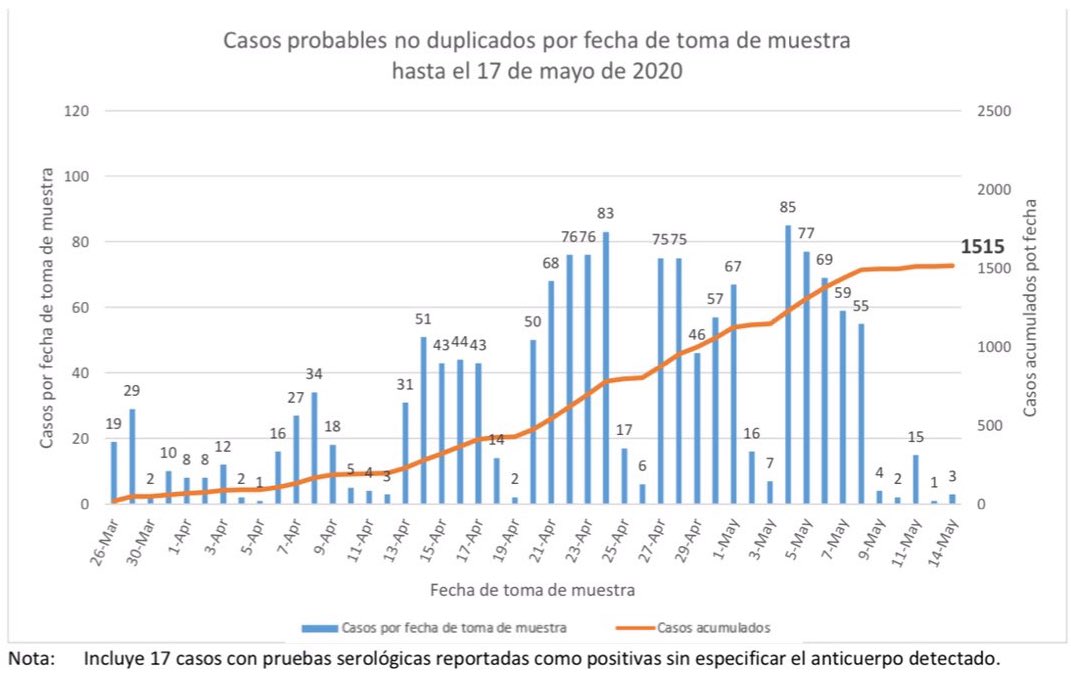 Casos probables no duplicados por fecha de toma de muestra
hasta el 17 de mayo de 2020
Casos por fecha de toma de muestra
120
100
80
60
40
20
0
19
29
2
10
8
8
12
2
1
16
27
34
18
5
4
3
31
51
43
44
43
14
2
50
68
76
76
83
17
6
75
75
46
57
67
16
7
85
77
69
59
55
4
2
15
1
3
1515
2500
2000
1500
1000
500
0
Casos acumulados pot fecha
26-Mar
30-Mar
1-Apr
3-Apr
5-Apr
7-Apr
9-Apr
11-Apr
13-Apr
15-Apr
17-Apr
19-Apr
21-Apr
23-Apr
25-Apr
27-Apr
29-Apr
1-May
3-May
5-May
7-May
9-May
11-May
14-May
Fecha de toma de muestra
Casos por fecha de toma de muestra
Casos acumulados
Nota: Incluye 17 casos con pruebas serológicas reportadas como positivas sin especificar el anticuerpo detectado.